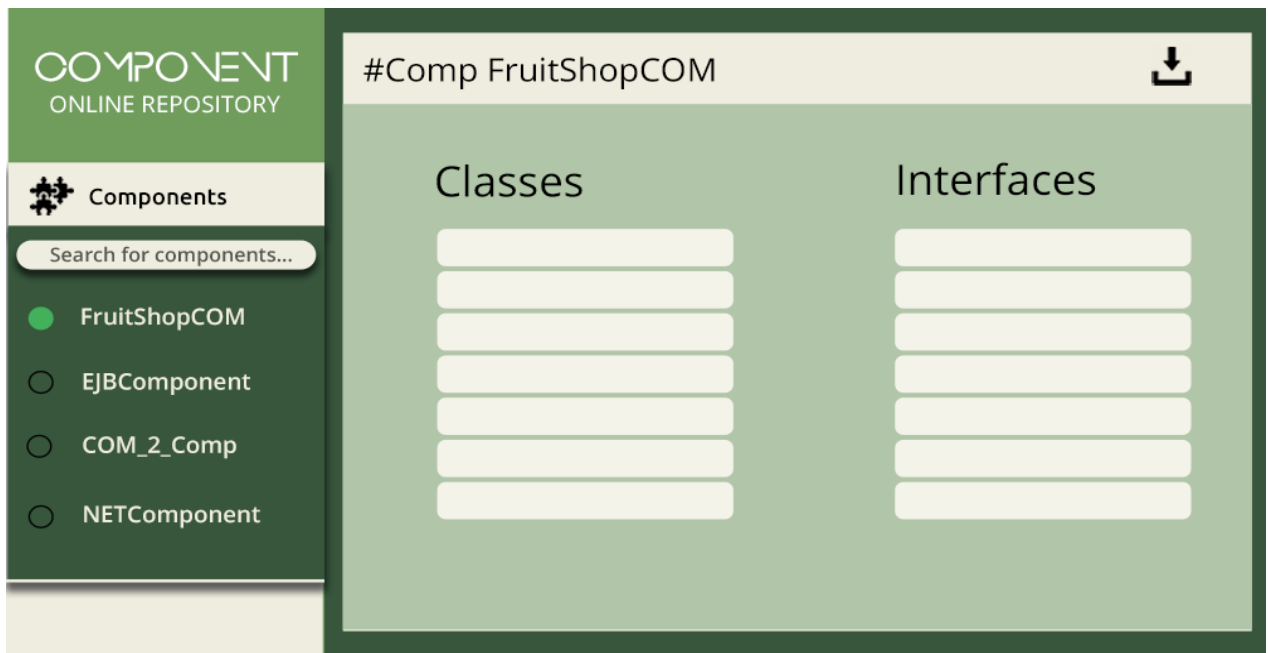 COMPONENT
ONLINE REPOSITORY
Components
Search for components...
FruitShopCOM
EJBComponent
COM_2_Comp
NETComponent
#Comp FruitShopCOM
Classes
Interfaces